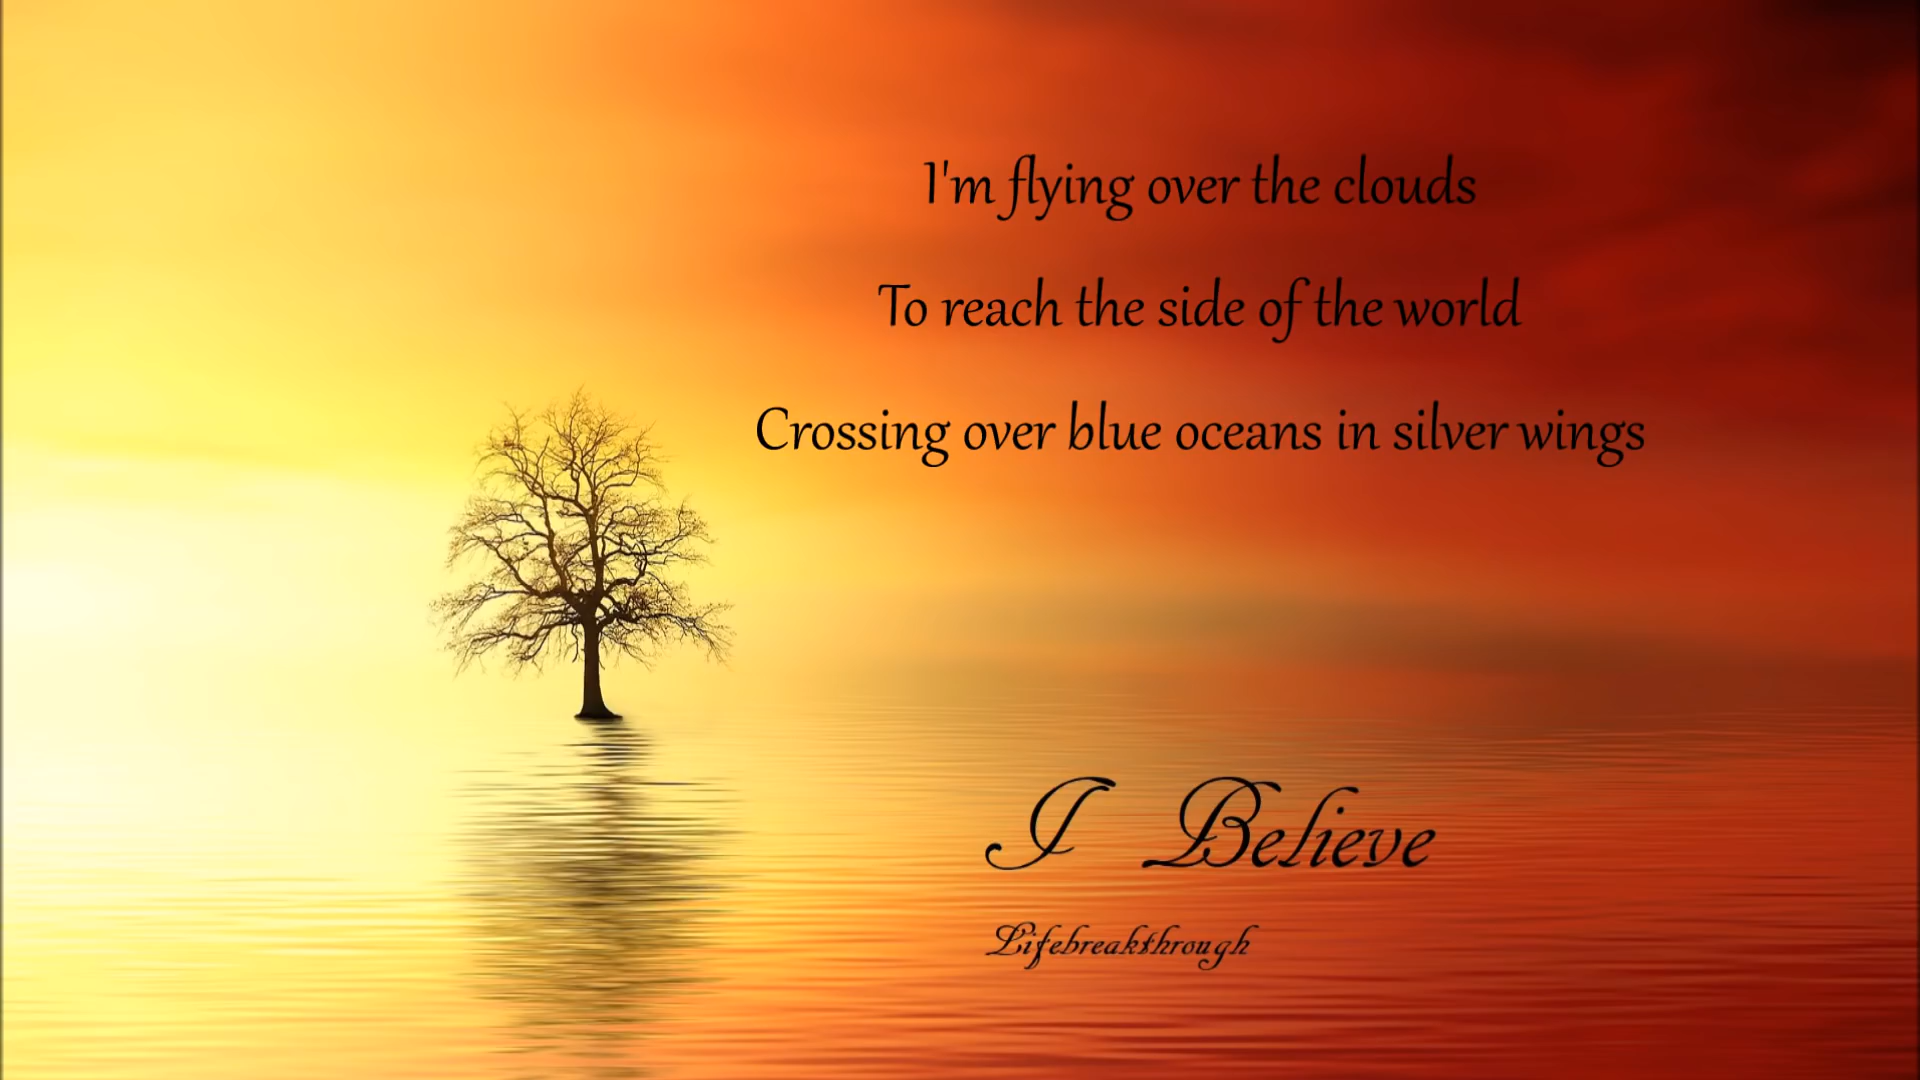 I'm flying over the clouds
To reach the side of the world
Crossing over blue oceans in silver wings
I Believe
Lifebreakthrough